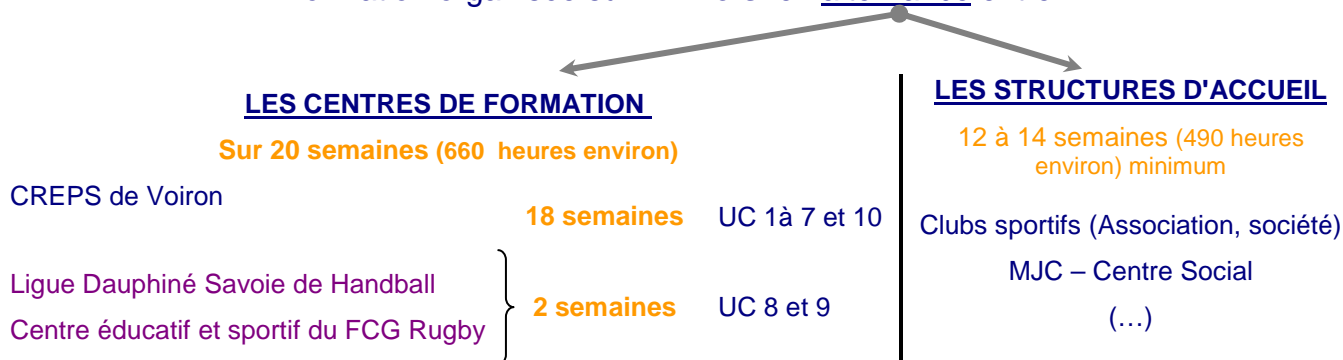 LES CENTRES DE FORMATION
Sur 20 semaines (660 heures environ)
CREPS de Voiron
18 semaines UC 1à 7 et 10
Ligue Dauphiné Savoie de Handball
Centre éducatif et sportif du FCG Rugby
2 semaines UC 8 et 9
LES STRUCTURES D'ACCUEIL
12 à 14 semaines (490 heures
environ) minimum
Clubs sportifs (Association, société)
MJC – Centre Social
(…)